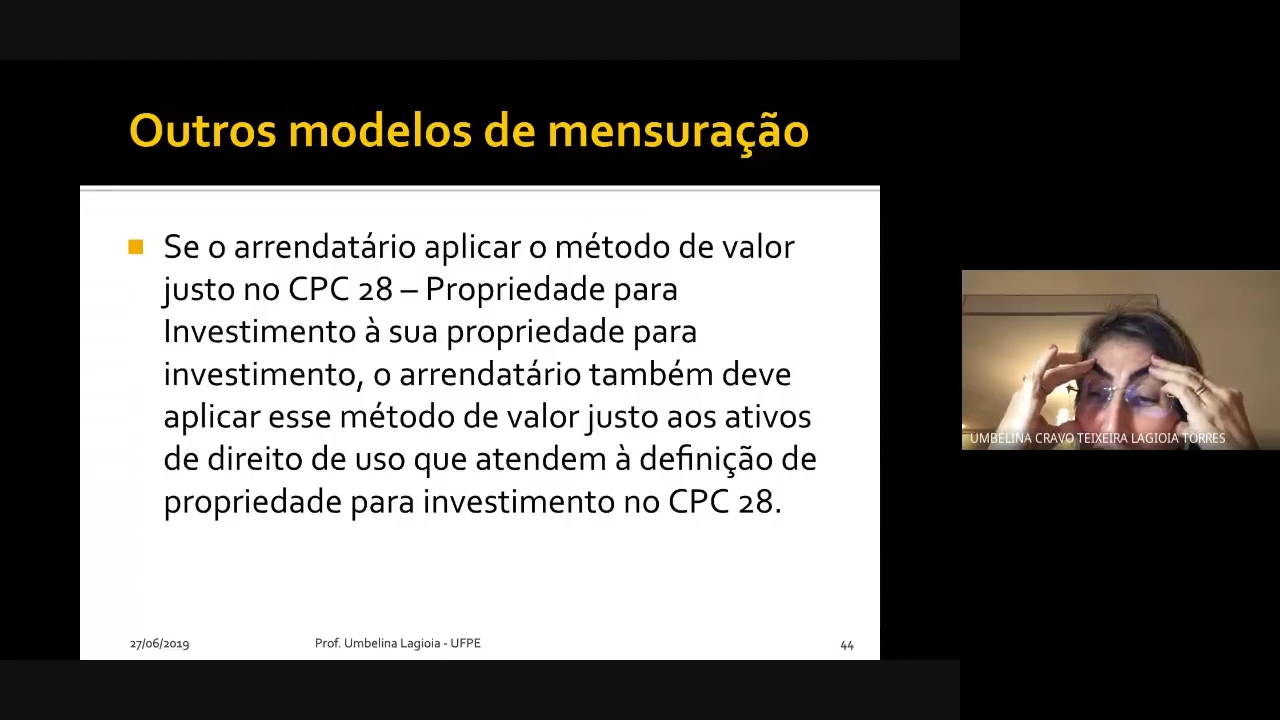 Outros modelos de mensuração
Se o arrendatário aplicar o método de valor
justo no CPC 28 – Propriedade para
Investimento à sua propriedade para
investimento, o arrendatário também deve
aplicar esse método de valor justo aos ativos
de direito de uso que atendem à definição de
propriedade para investimento no CPC 28.
27/06/2019
Prof. Umbelina Lagioia - UFPE
44
UMBELINA CRAVO TEIXEIRA LAGIOIA TORRES